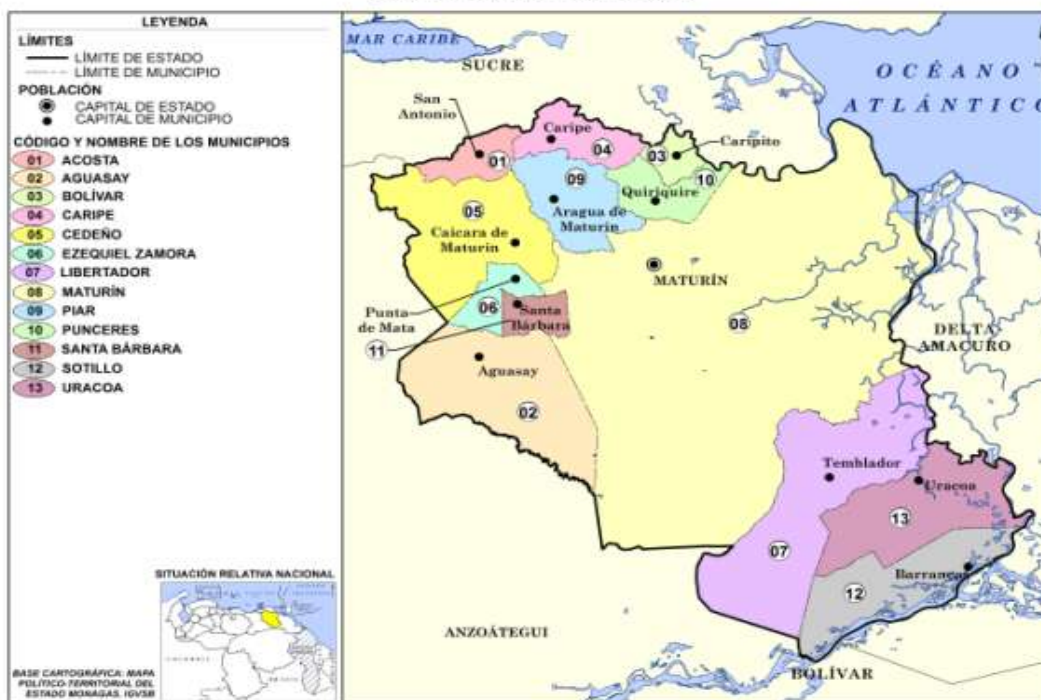 LEYENDA
LÍMITES
LÍMITE DE ESTADO
LÍMITE DE MUNICIPIO
POBLACIÓN
CAPITAL DE ESTADO
CAPITAL DE MUNICIPIO
CÓDIGO Y NOMBRE DE LOS MUNICIPIOS
01 ACOSTA
02 AGUASAY
03 BOLÍVAR
04 CARIPE
05 CEDEÑO
06 EZEQUIEL ZAMORA
07 LIBERTADOR
08 MATURÍN
09 PIAR
10 PUNCERES
11 SANTA BÁRBARA
12 SOTILLO
13 URACOA
SITUACIÓN RELATIVA NACIONAL
BASE CARTOGRÁFICA: MAPA
POLÍTICO-TERRITORIAL DEL
ESTADO MONAGAS. IGVSB
MAR CARIBE
SUCRE
OCÉANO
ATLÁNTICO
San
Antonio
Caripe
Caripito
01
04
03
09
10
Quiriquire
05
Aragua de
Maturín
Caicara de
Maturín
MATURÍN
Punta
de Mata
06
Santa
Bárbara
08
11
DELTA
AMACURO
Aguasay
02
Temblador
Uracoa
13
07
Barrancas
12
ANZOÁTEGUI
BOLÍVAR